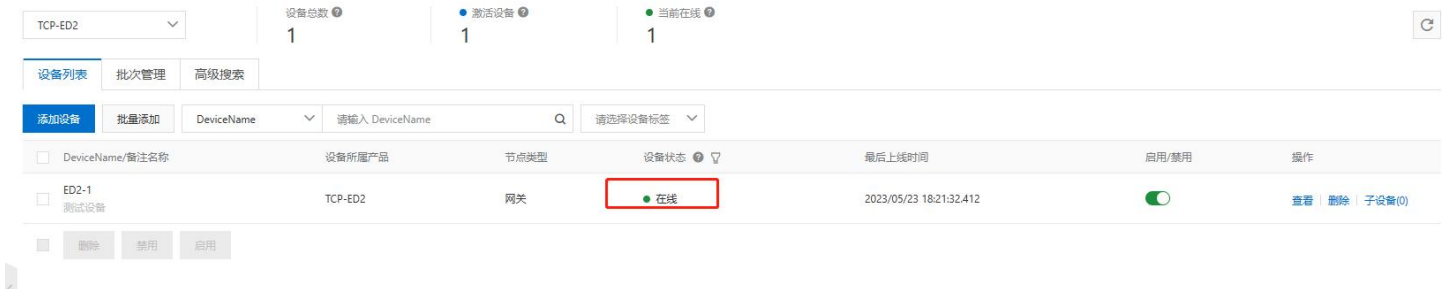 TCP-ED2
设备总数
激活设备
当前在线
1
1
1
设备列表 批次管理 高级搜索
添加设备 批量添加 DeviceName 请输入 DeviceName 请选择设备标签
DeviceName/备注名称 设备所属产品 节点类型 设备状态 最后上线时间 启用/禁用 操作
ED2-1
测试设备
TCP-ED2 网关 在线 2023/05/23 18:21:32.412 查看 删除 子设备(0)
删除 禁用 启用